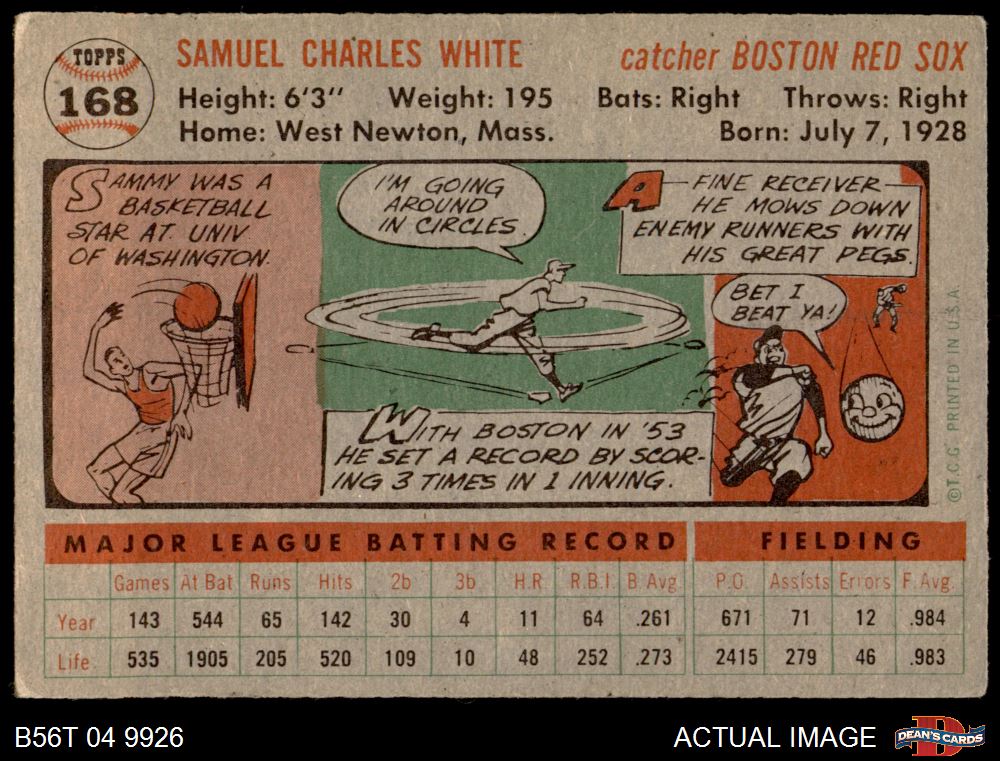 TOPPS
168
SAMUEL CHARLES WHITE
catcher BOSTON RED SOX
Height: 6'3" Weight: 195 Bats: Right Throws: Right
Home: West Newton, Mass. Born: July 7, 1928
SAMMY WAS A
BASKETBALL
STAR AT UNIV
OF WASHINGTON.
I'M GOING
AROUND
IN CIRCLES
WITH BOSTON IN '53
HE SET A RECORD BY SCOR-
ING 3 TIMES IN 1 INNING.
A FINE RECEIVER
HE MOWS DOWN
ENEMY RUNNERS WITH
HIS GREAT PEGS.
BET I
BEAT YA!
© T.C.G. PRINTED IN U.S.A.
MAJOR LEAGUE BATTING RECORD FIELDING
Games At Bat Runs Hits 2b 3b H.R. R.B.I. B. Avg. P.O. Assists Errors F. Avg.
Year 143 544 65 142 30 4 11 64 .261 671 71 12 .984
Life 535 1905 205 520 109 10 48 252 .273 2415 279 46 .983
B56T 04 9926
ACTUAL IMAGE
D
DEAN'S CARDS